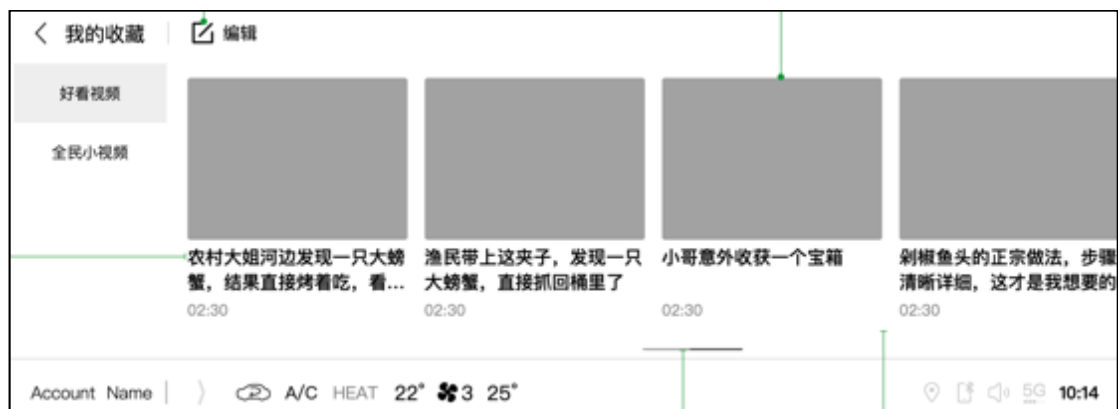 我的收藏
编辑
好看视频
全民小视频
农村大姐河边发现一只大螃
蟹，结果直接烤着吃，看...
02:30
渔民带上这夹子，发现一只
大螃蟹，直接抓回桶里了
02:30
小哥意外收获一个宝箱
02:30
剁椒鱼头的正宗做法，步骤
清晰详细，这才是我想要的
02:30
Account Name
2 A/C HEAT 22° 3 25°
5G 10:14